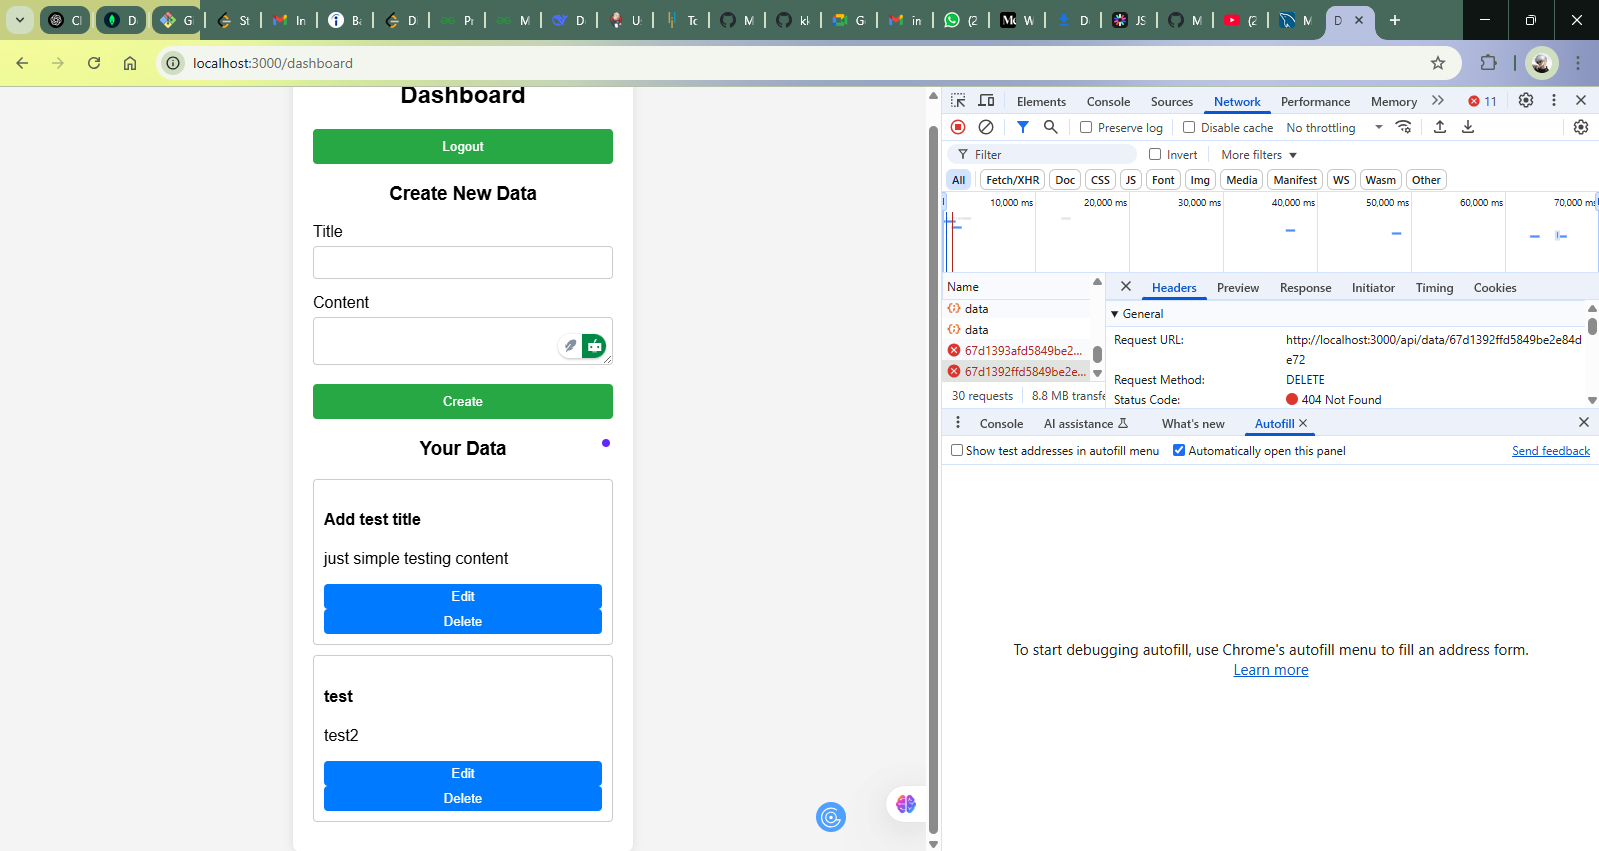 Cl
D
G
St
In
Ba
D
Pr
M
D
U
To
M
kk
G
in
(2
W
D
JS
M
(2
M
D
localhost:3000/dashboard
Dashboard
Logout
Create New Data
Title
Content
Create
Your Data
Add test title
just simple testing content
Edit
Delete
test
test2
Edit
Delete
Elements Console Sources Network Performance Memory 11
Preserve log Disable cache No throttling
Filter Invert More filters
All Fetch/XHR Doc CSS JS Font Img Media Manifest WS Wasm Other
10,000 ms 20,000 ms 30,000 ms 40,000 ms 50,000 ms 60,000 ms 70,000 ms
Name
data
data
67d1393afd5849be2...
67d1392ffd5849be2e...
30 requests 8.8 MB transfe
Headers Preview Response Initiator Timing Cookies
General
Request URL: http://localhost:3000/api/data/67d1392ffd5849be2e84d
e72
Request Method: DELETE
Status Code: 404 Not Found
Console AI assistance What's new Autofill
Show test addresses in autofill menu Automatically open this panel Send feedback
To start debugging autofill, use Chrome's autofill menu to fill an address form.
Learn more